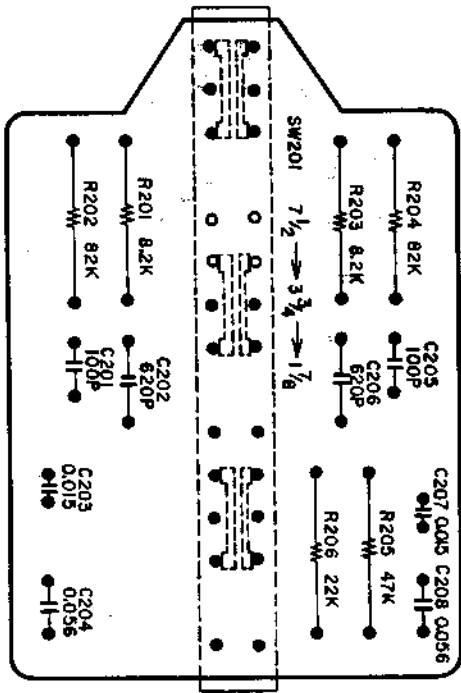 R204 82K
R203 8.2K
SW201 7 1/2 → 3 3/4 → 1 7/8
R201 8.2K
R202 82K
C205
100P
C206
620P
C202
620P
C201
100P
C207 0.015
C208 0.056
R205 47K
R206 22K
C203
0.015
C204
0.056